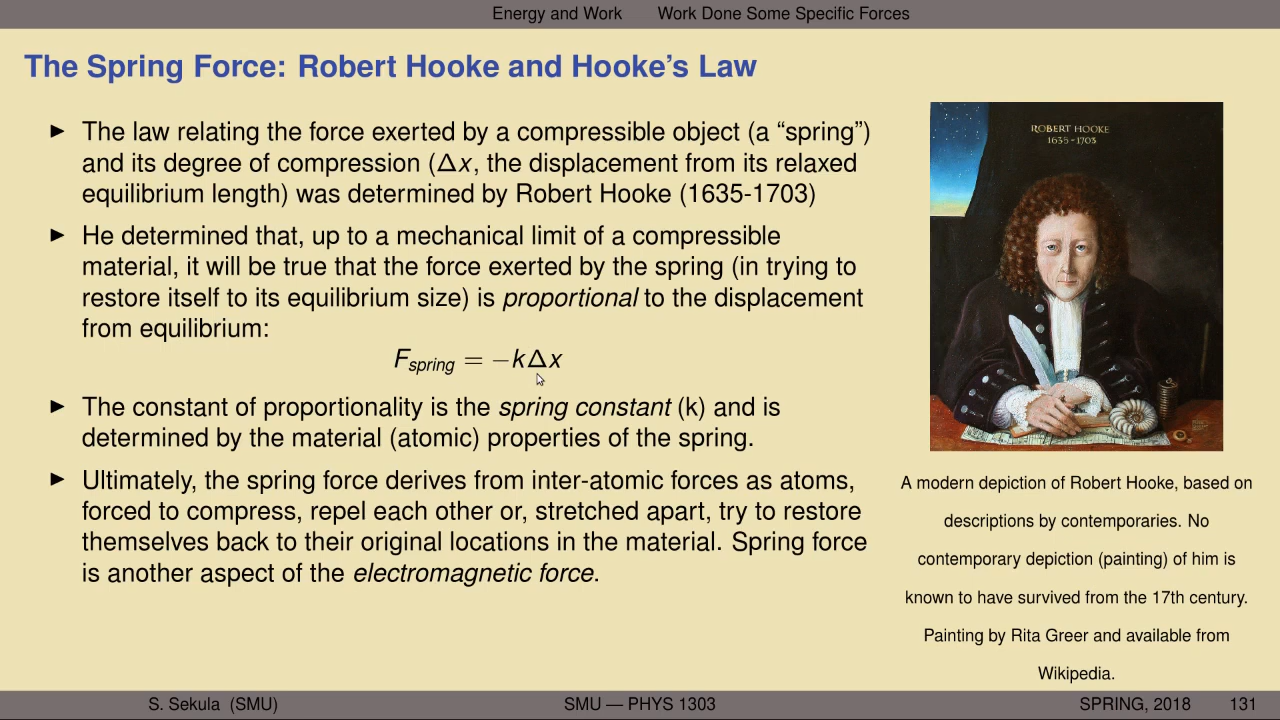 Energy and Work Work Done Some Specific Forces
The Spring Force: Robert Hooke and Hooke's Law
► The law relating the force exerted by a compressible object (a “spring”)
and its degree of compression (Δx, the displacement from its relaxed
equilibrium length) was determined by Robert Hooke (1635-1703)
► He determined that, up to a mechanical limit of a compressible
material, it will be true that the force exerted by the spring (in trying to
restore itself to its equilibrium size) is proportional to the displacement
from equilibrium:
F_spring = −kΔx
► The constant of proportionality is the spring constant (k) and is
determined by the material (atomic) properties of the spring.
► Ultimately, the spring force derives from inter-atomic forces as atoms,
forced to compress, repel each other or, stretched apart, try to restore
themselves back to their original locations in the material. Spring force
is another aspect of the electromagnetic force.
ROBERT HOOKE
1635-1703
A modern depiction of Robert Hooke, based on
descriptions by contemporaries. No
contemporary depiction (painting) of him is
known to have survived from the 17th century.
Painting by Rita Greer and available from
Wikipedia.
S. Sekula (SMU) SMU — PHYS 1303 SPRING, 2018 131